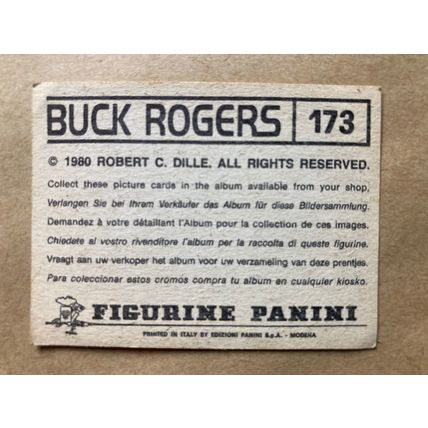 BUCK ROGERS 173
© 1980 ROBERT C. DILLE. ALL RIGHTS RESERVED.
Collect these picture cards in the album available from your shop.
Verlangen Sie bei Ihrem Verkäufer das Album für diese Bildersammlung.
Demandez à votre détaillant l'Album pour la collection de ces images.
Chiedete al vostro rivenditore l'album per la raccolta di queste figurine.
Vraagt aan uw verkoper het album voor uw verzameling van deze prentjes.
Para coleccionar estos cromos compra tu album en cualquier kiosko.
FIGURINE PANINI
PRINTED IN ITALY BY EDIZIONI PANINI S.p.A. - MODENA